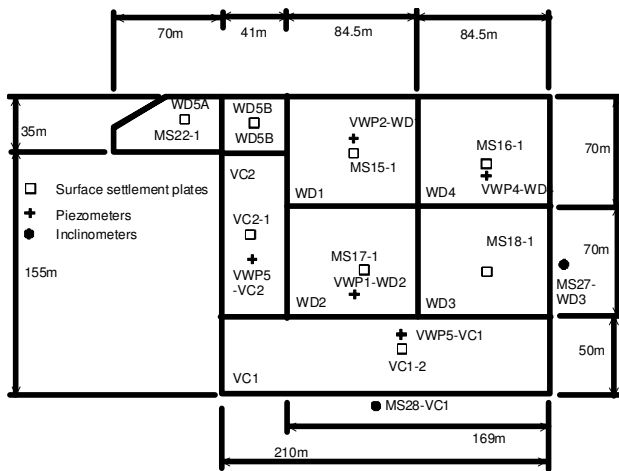 70m
41m
84.5m
84.5m
35m
WD5A
MS22-1
WD5B
WD5B
VWP2-WD1
MS15-1
WD1
MS16-1
VWP4-WD4
WD4
70m
Surface settlement plates
Piezometers
Inclinometers
155m
VC2
VC2-1
VWP5
-VC2
MS17-1
VWP1-WD2
WD2
MS18-1
WD3
70m
MS27-
WD3
VWP5-VC1
VC1-2
VC1
50m
MS28-VC1
169m
210m